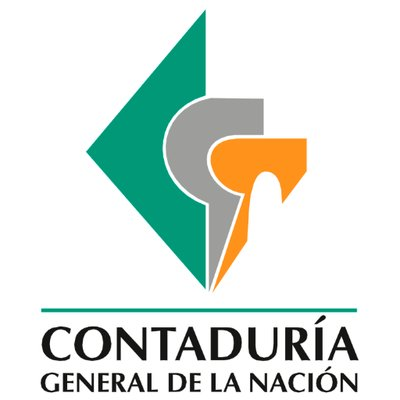 CONTADURÍA
GENERAL DE LA NACIÓN